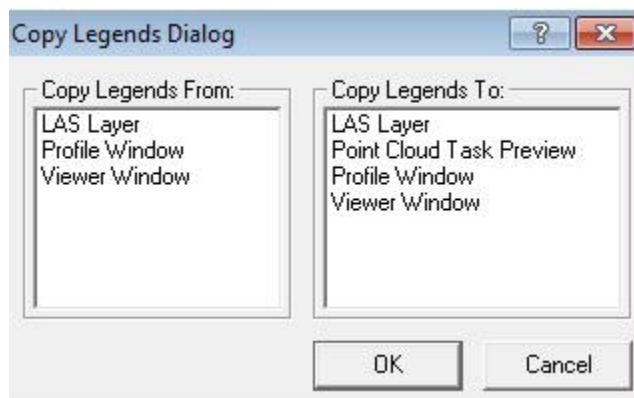 Copy Legends Dialog
Copy Legends From:
LAS Layer
Profile Window
Viewer Window
Copy Legends To:
LAS Layer
Point Cloud Task Preview
Profile Window
Viewer Window
OK
Cancel